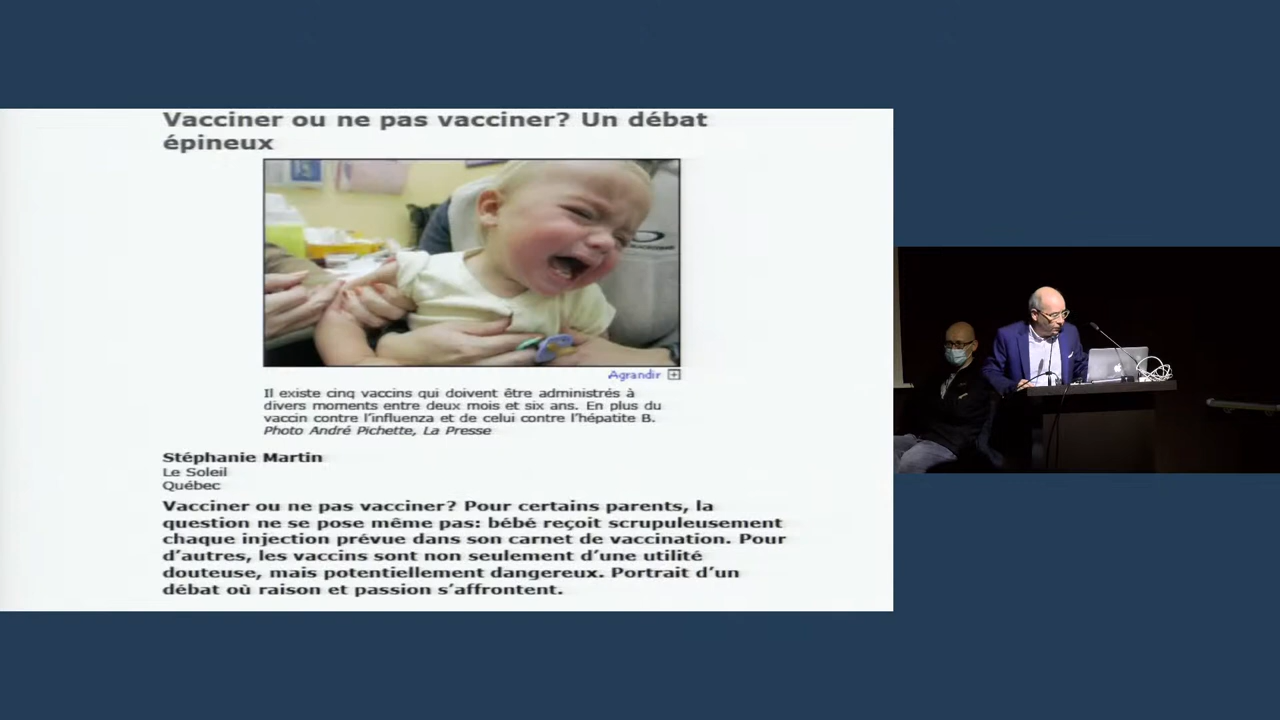 Vacciner ou ne pas vacciner? Un débat
épineux
Agrandir
Il existe cinq vaccins qui doivent être administrés à
divers moments entre deux mois et six ans. En plus du
vaccin contre l'influenza et de celui contre l'hépatite B.
Photo André Pichette, La Presse
Stéphanie Martin
Le Soleil
Québec
Vacciner ou ne pas vacciner? Pour certains parents, la
question ne se pose même pas: bébé reçoit scrupuleusement
chaque injection prévue dans son carnet de vaccination. Pour
d'autres, les vaccins sont non seulement d'une utilité
douteuse, mais potentiellement dangereux. Portrait d'un
débat où raison et passion s'affrontent.